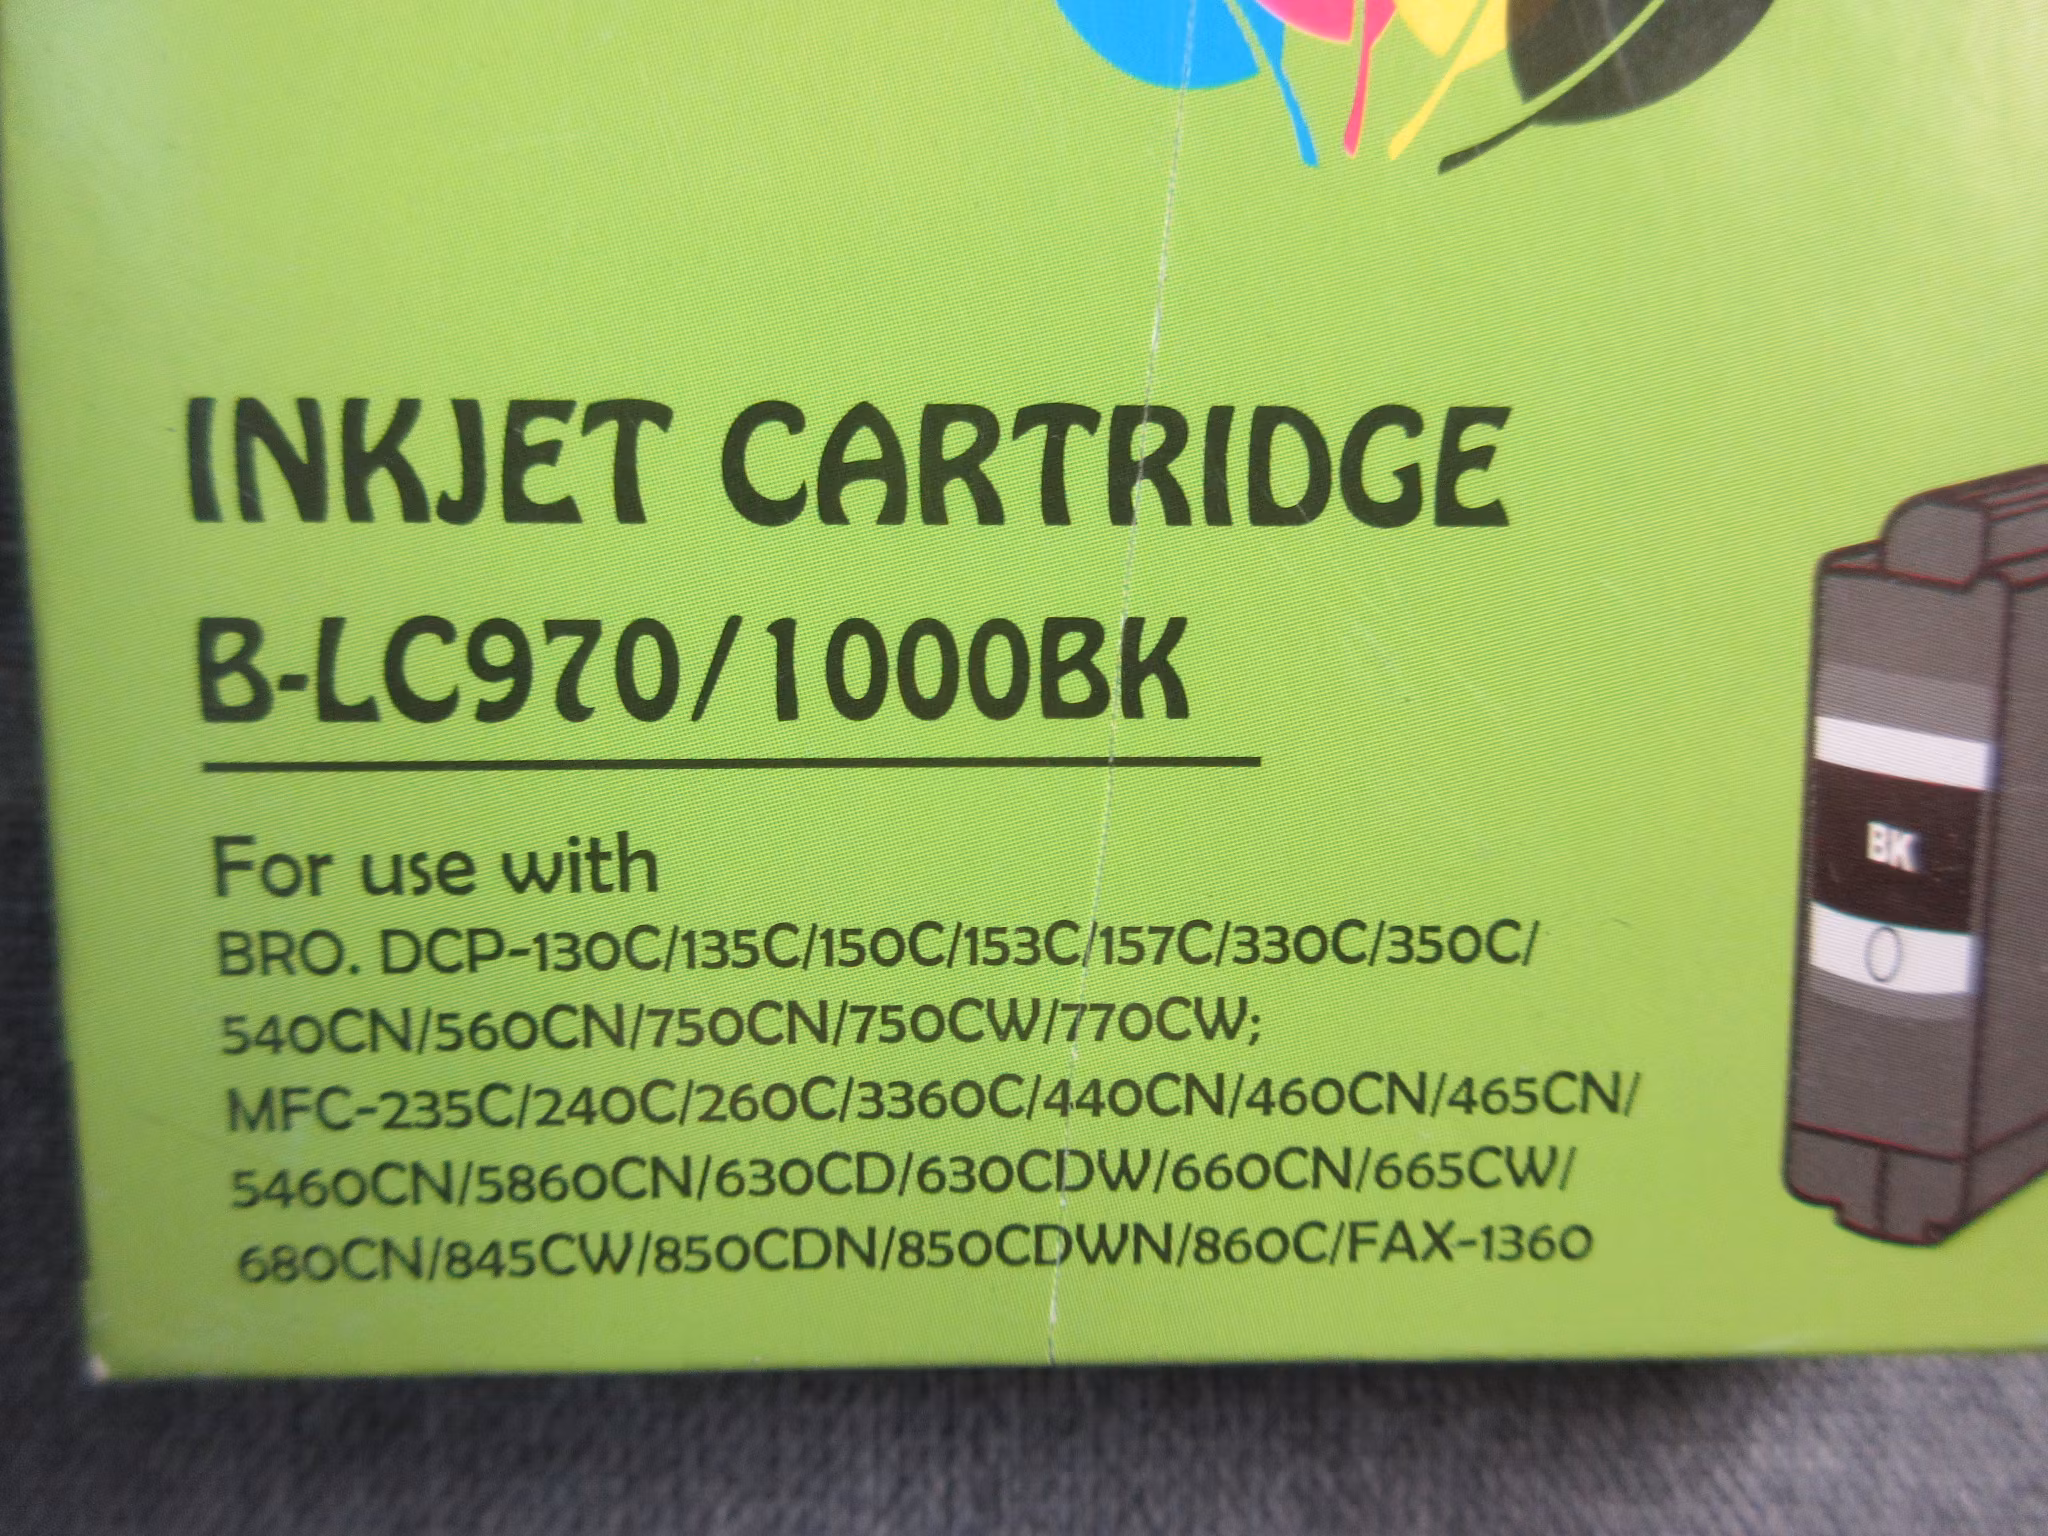 INKJET CARTRIDGE
B-LC970/1000BK
For use with
BRO. DCP-130C/135C/150C/153C/157C/330C/350C/
540CN/560CN/750CN/750CW/770CW;
MFC-235C/240C/260C/3360C/440CN/460CN/465CN/
5460CN/5860CN/630CD/630CDW/660CN/665CW/
680CN/845CW/850CDN/850CDWN/860C/FAX-1360
BK